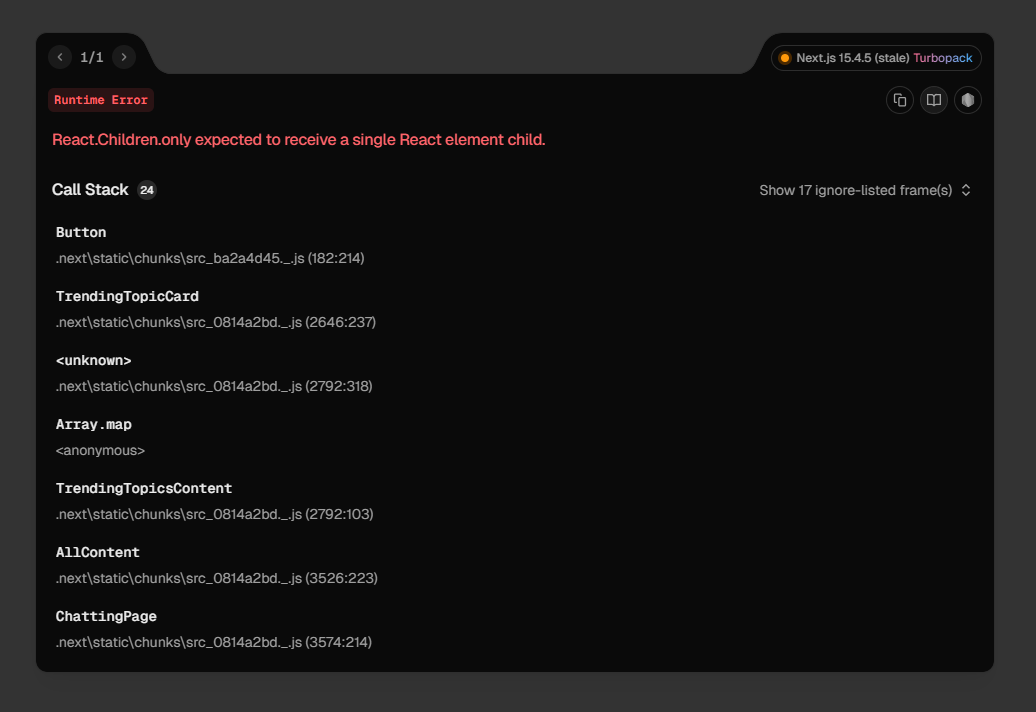 1/1
Next.js 15.4.5 (stale) Turbopack
Runtime Error
React.Children.only expected to receive a single React element child.
Call Stack 24
Show 17 ignore-listed frame(s)
Button
.next\static\chunks\src_ba2a4d45._.js (182:214)
TrendingTopicCard
.next\static\chunks\src_0814a2bd._.js (2646:237)
<unknown>
.next\static\chunks\src_0814a2bd._.js (2792:318)
Array.map
<anonymous>
TrendingTopicsContent
.next\static\chunks\src_0814a2bd._.js (2792:103)
AllContent
.next\static\chunks\src_0814a2bd._.js (3526:223)
ChattingPage
.next\static\chunks\src_0814a2bd._.js (3574:214)